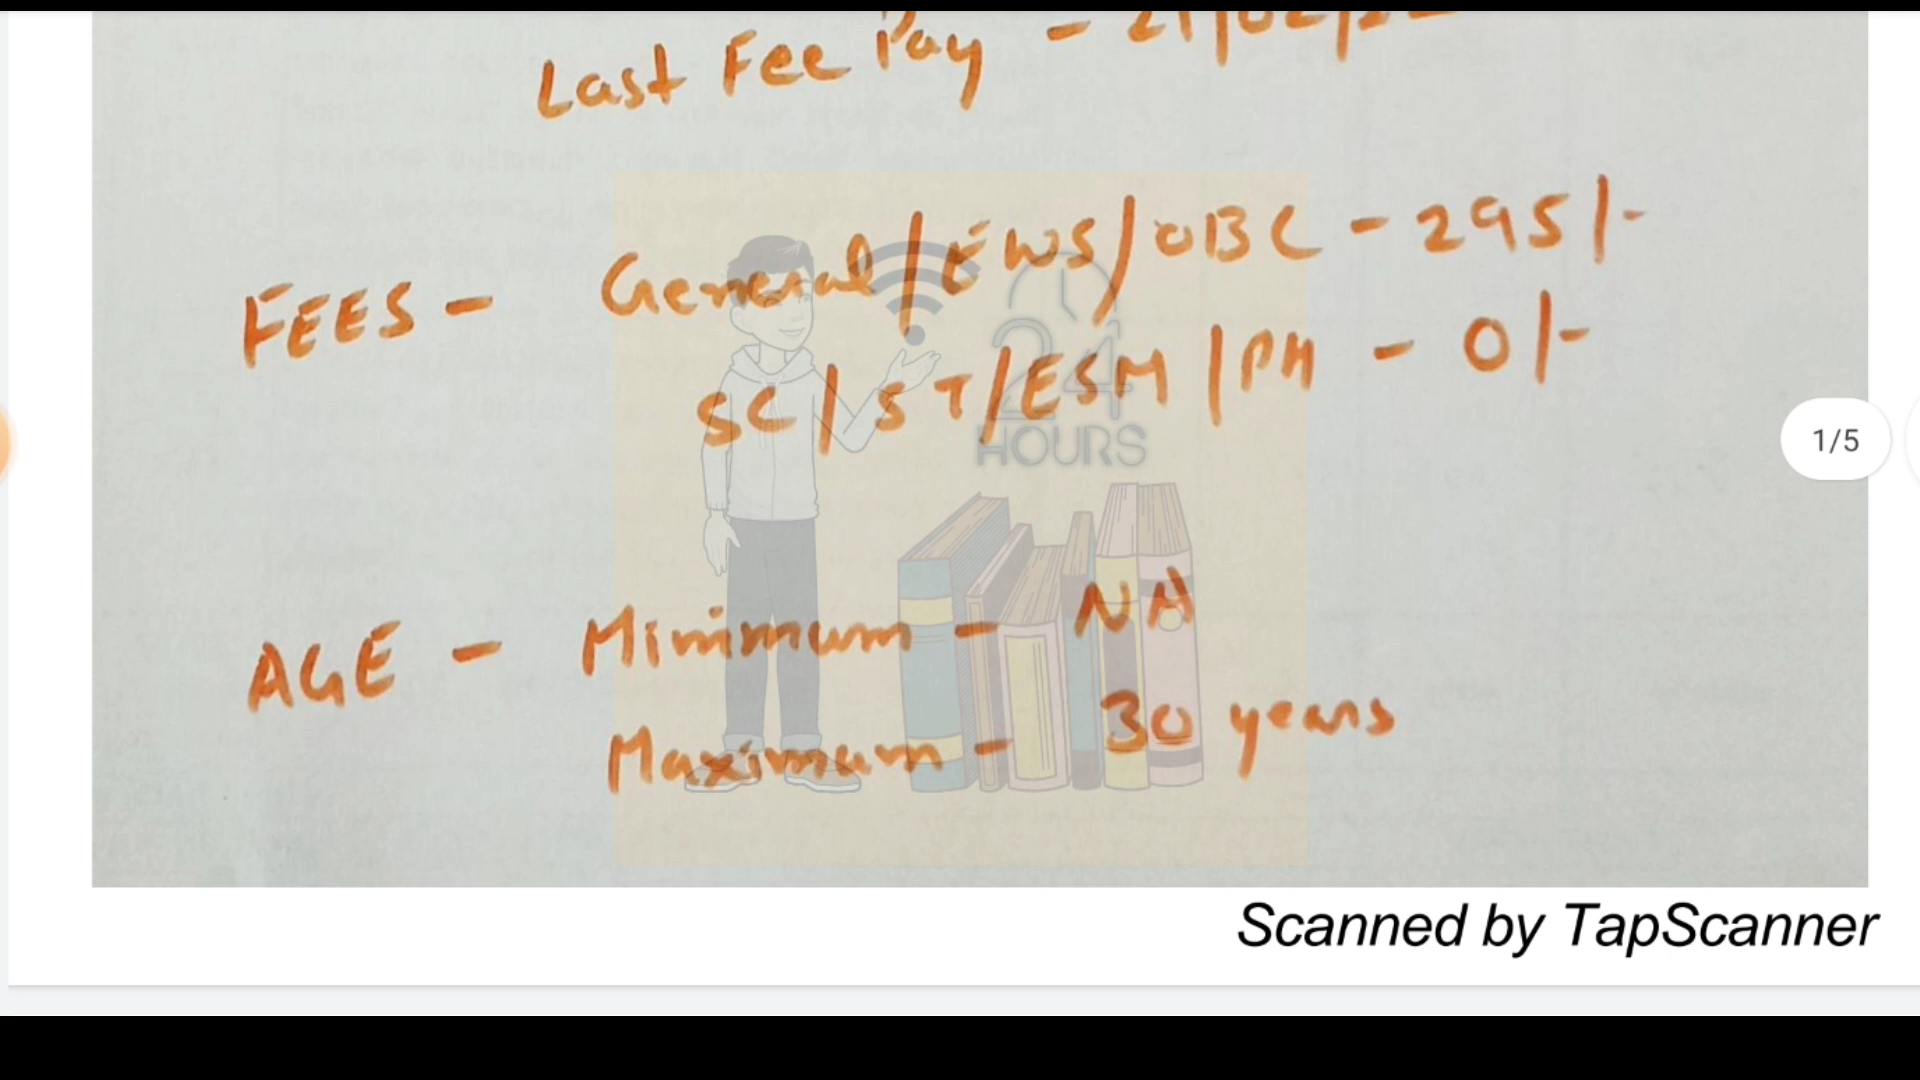 Last Fee Pay -
FEES - General/EWS/OBC - 295/-
SC/ST/ESM/PH - 0/-
24
HOURS
1/5
AGE - Minimum - NA
Maximum - 30 years
Scanned by TapScanner